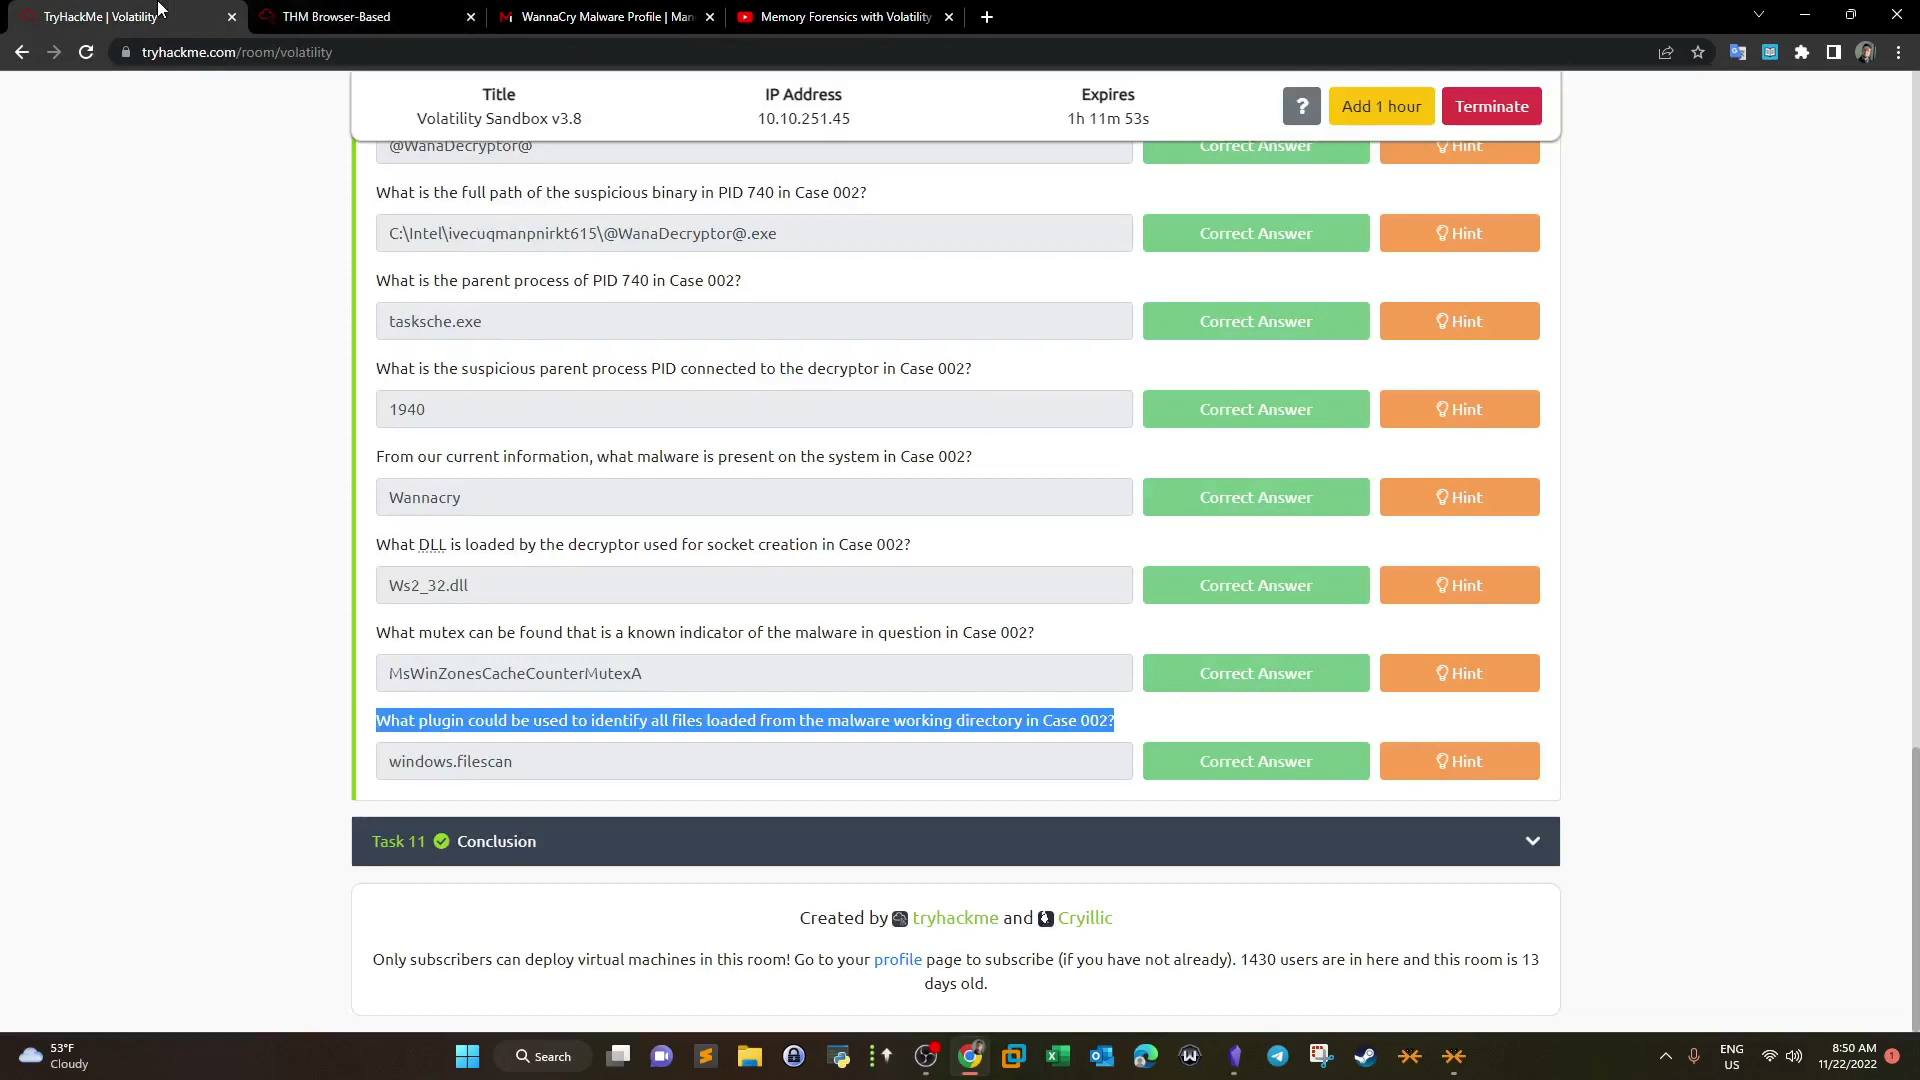 TryHackMe | Volatility
THM Browser-Based
WannaCry Malware Profile | Man
Memory Forensics with Volatility
tryhackme.com/room/volatility
Title
Volatility Sandbox v3.8
IP Address
10.10.251.45
Expires
1h 11m 53s
?
Add 1 hour
Terminate
@WanaDecryptor@
Correct Answer
Hint
What is the full path of the suspicious binary in PID 740 in Case 002?
C:\Intel\ivecuqmanpnirkt615\@WanaDecryptor@.exe
Correct Answer
Hint
What is the parent process of PID 740 in Case 002?
tasksche.exe
Correct Answer
Hint
What is the suspicious parent process PID connected to the decryptor in Case 002?
1940
Correct Answer
Hint
From our current information, what malware is present on the system in Case 002?
Wannacry
Correct Answer
Hint
What DLL is loaded by the decryptor used for socket creation in Case 002?
Ws2_32.dll
Correct Answer
Hint
What mutex can be found that is a known indicator of the malware in question in Case 002?
MsWinZonesCacheCounterMutexA
Correct Answer
Hint
What plugin could be used to identify all files loaded from the malware working directory in Case 002?
windows.filescan
Correct Answer
Hint
Task 11 Conclusion
Created by tryhackme and Cryillic
Only subscribers can deploy virtual machines in this room! Go to your profile page to subscribe (if you have not already). 1430 users are in here and this room is 13
days old.
53°F
Cloudy
Search
ENG
US
8:50 AM
11/22/2022
1